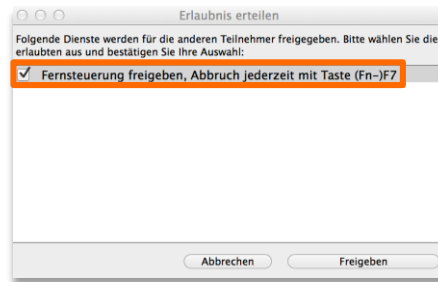 Erlaubnis erteilen
Folgende Dienste werden für die anderen Teilnehmer freigegeben. Bitte wählen Sie die
erlaubten aus und bestätigen Sie Ihre Auswahl:
Fernsteuerung freigeben, Abbruch jederzeit mit Taste (Fn-)F7
Abbrechen
Freigeben